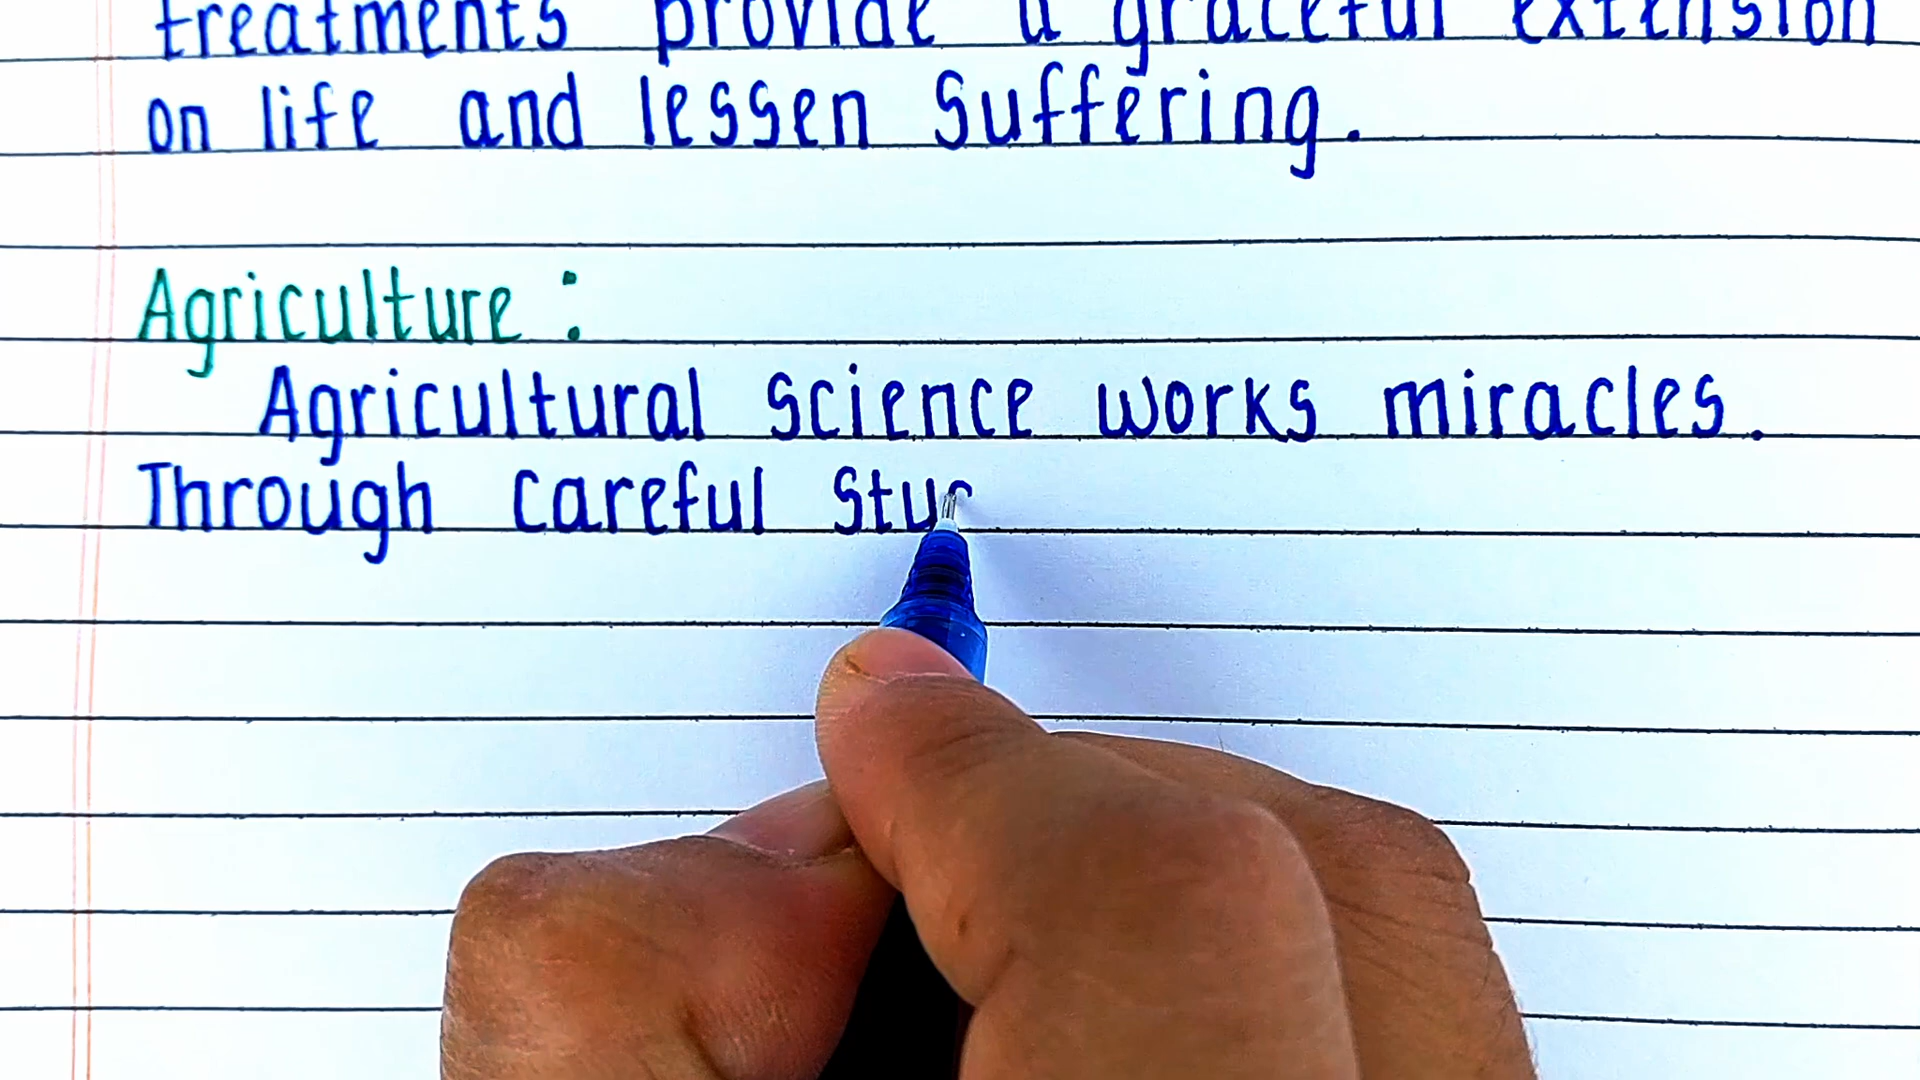 treatments provide a graceful extension
on life and lessen suffering.
Agriculture :
Agricultural science works miracles.
Through careful